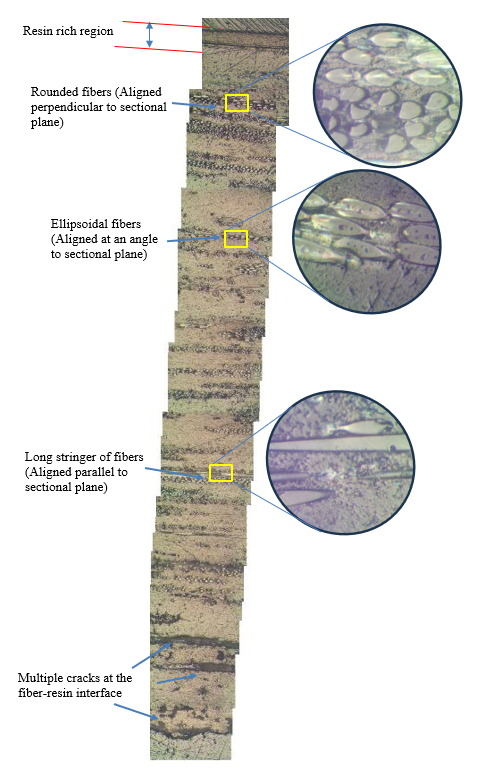 Resin rich region
Rounded fibers (Aligned
perpendicular to sectional
plane)
Ellipsoidal fibers
(Aligned at an angle
to sectional plane)
Long stringer of fibers
(Aligned parallel to
sectional plane)
Multiple cracks at the
fiber-resin interface